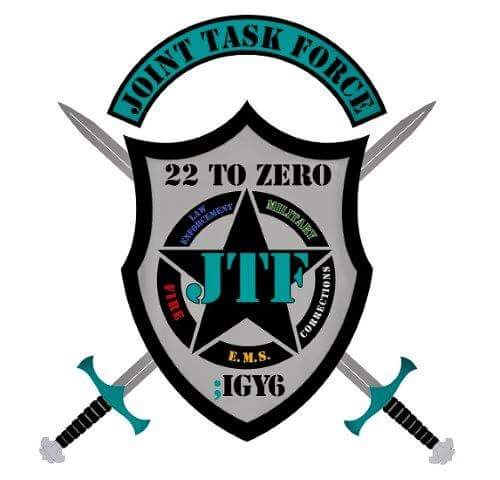 JOINT TASK FORCE
22 TO ZERO
LAW
ENFORCEMENT
MILITARY
JTF
FIRE
CORRECTIONS
E.M.S.
;IGY6